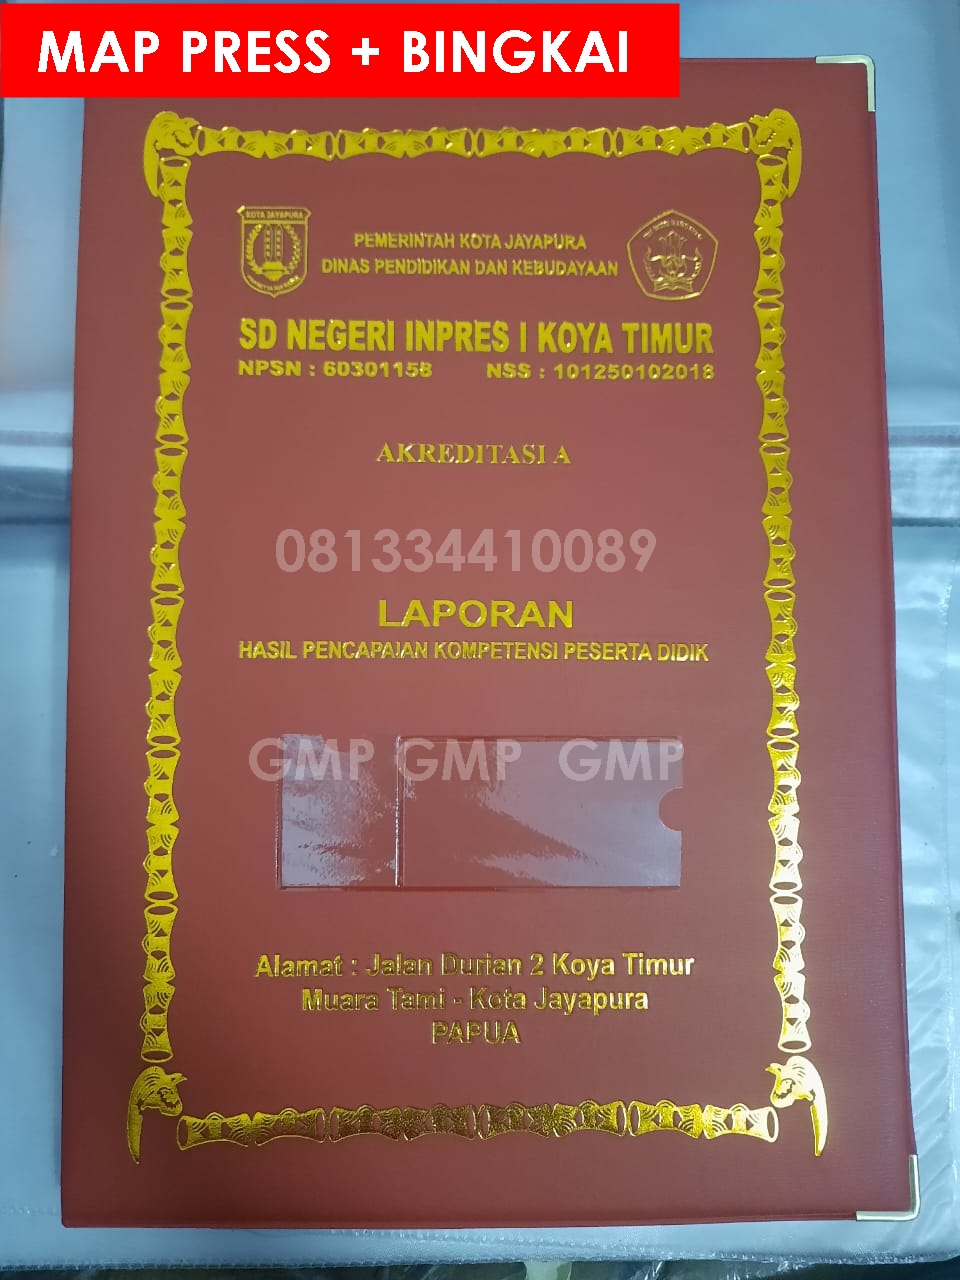 MAP PRESS + BINGKAI
KOTA JAYAPURA
PEMERINTAH KOTA JAYAPURA
DINAS PENDIDIKAN DAN KEBUDAYAAN
SD NEGERI INPRES I KOYA TIMUR
NPSN : 60301158 NSS : 101250102018
AKREDITASI A
081334410089
LAPORAN
HASIL PENCAPAIAN KOMPETENSI PESERTA DIDIK
GMP GMP GMP
Alamat : Jalan Durian 2 Koya Timur
Muara Tami - Kota Jayapura
PAPUA